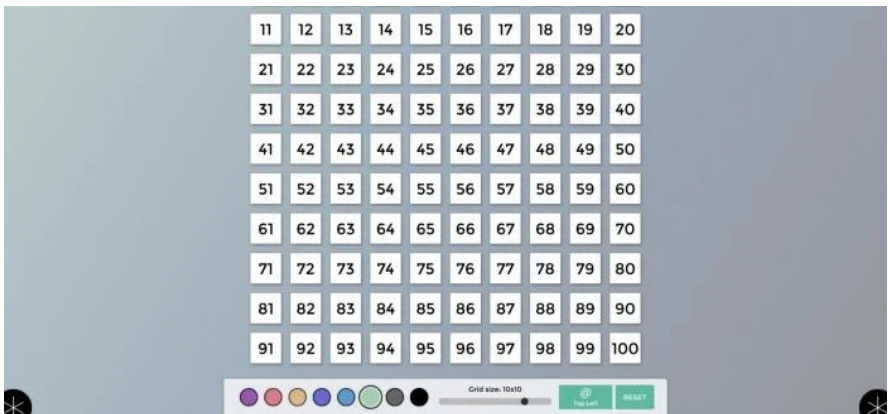 11 12 13 14 15 16 17 18 19 20
21 22 23 24 25 26 27 28 29 30
31 32 33 34 35 36 37 38 39 40
41 42 43 44 45 46 47 48 49 50
51 52 53 54 55 56 57 58 59 60
61 62 63 64 65 66 67 68 69 70
71 72 73 74 75 76 77 78 79 80
81 82 83 84 85 86 87 88 89 90
91 92 93 94 95 96 97 98 99 100
Grid size: 10x10
@
Top Left
RESET